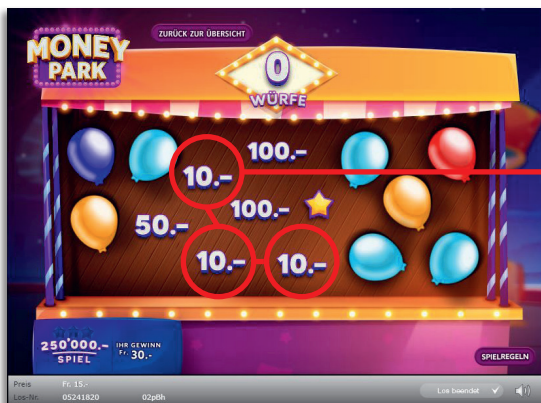 MONEY
PARK
ZURÜCK ZUR ÜBERSICHT
0
WÜRFE
100.–
10.–
100.–
50.–
10.–
10.–
250'000.–
SPIEL
IHR GEWINN
Fr. 30.–
SPIELREGELN
Preis Fr. 15.–
Los beendet
Los-Nr. 05241820 02pBh